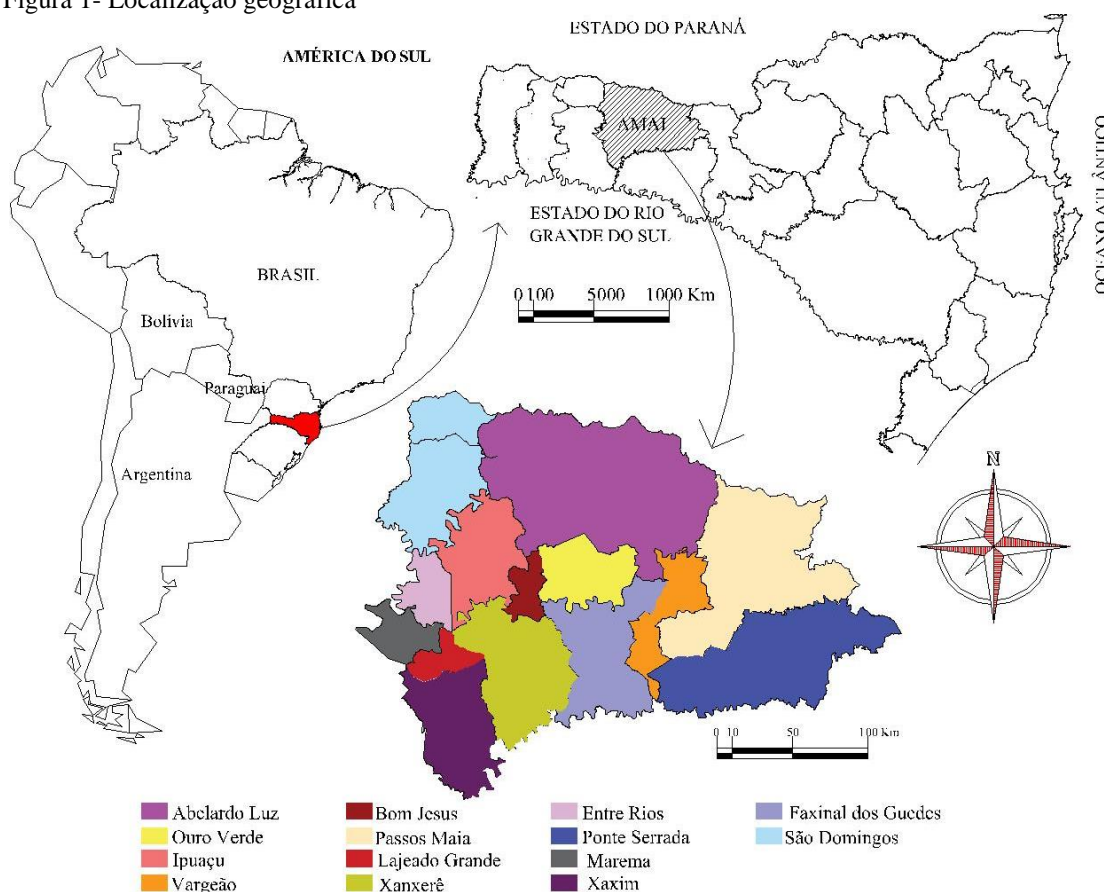 Figura 1- Localização geográfica
AMÉRICA DO SUL
ESTADO DO PARANÁ
AMAI
OCEANO ATLÂNTICO
ESTADO DO RIO
GRANDE DO SUL
BRASIL
0 100 5000 1000 Km
Bolívia
Paraguai
Argentina
N
0 10 50 100 Km
Abelardo Luz
Bom Jesus
Entre Rios
Faxinal dos Guedes
Ouro Verde
Passos Maia
Ponte Serrada
São Domingos
Ipuaçu
Lajeado Grande
Marema
Vargeão
Xanxerê
Xaxim